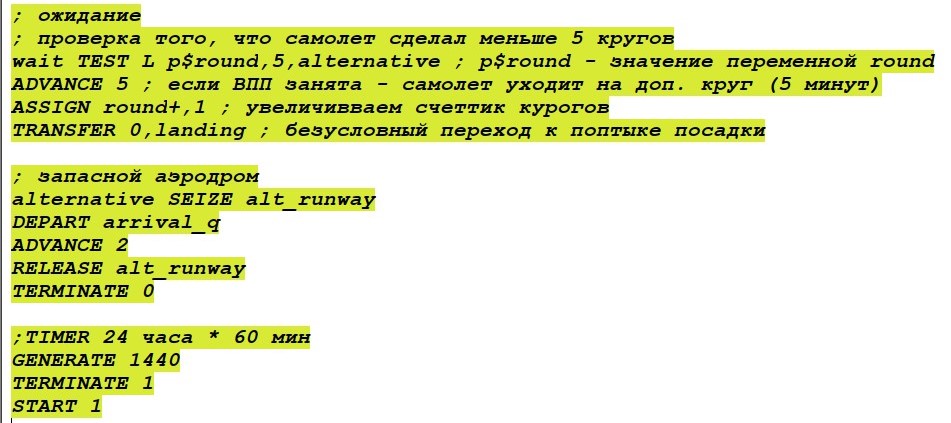 ; ожидание
; проверка того, что самолет сделал меньше 5 кругов
wait TEST L p$round,5,alternative ; p$round - значение переменной round
ADVANCE 5 ; если ВПП занята - самолет уходит на доп. круг (5 минут)
ASSIGN round+,1 ; увеличивваем счеттик курогов
TRANSFER 0,landing ; безусловный переход к поптыке посадки
; запасной аэродром
alternative SEIZE alt_runway
DEPART arrival_q
ADVANCE 2
RELEASE alt_runway
TERMINATE 0
;TIMER 24 часа * 60 мин
GENERATE 1440
TERMINATE 1
START 1